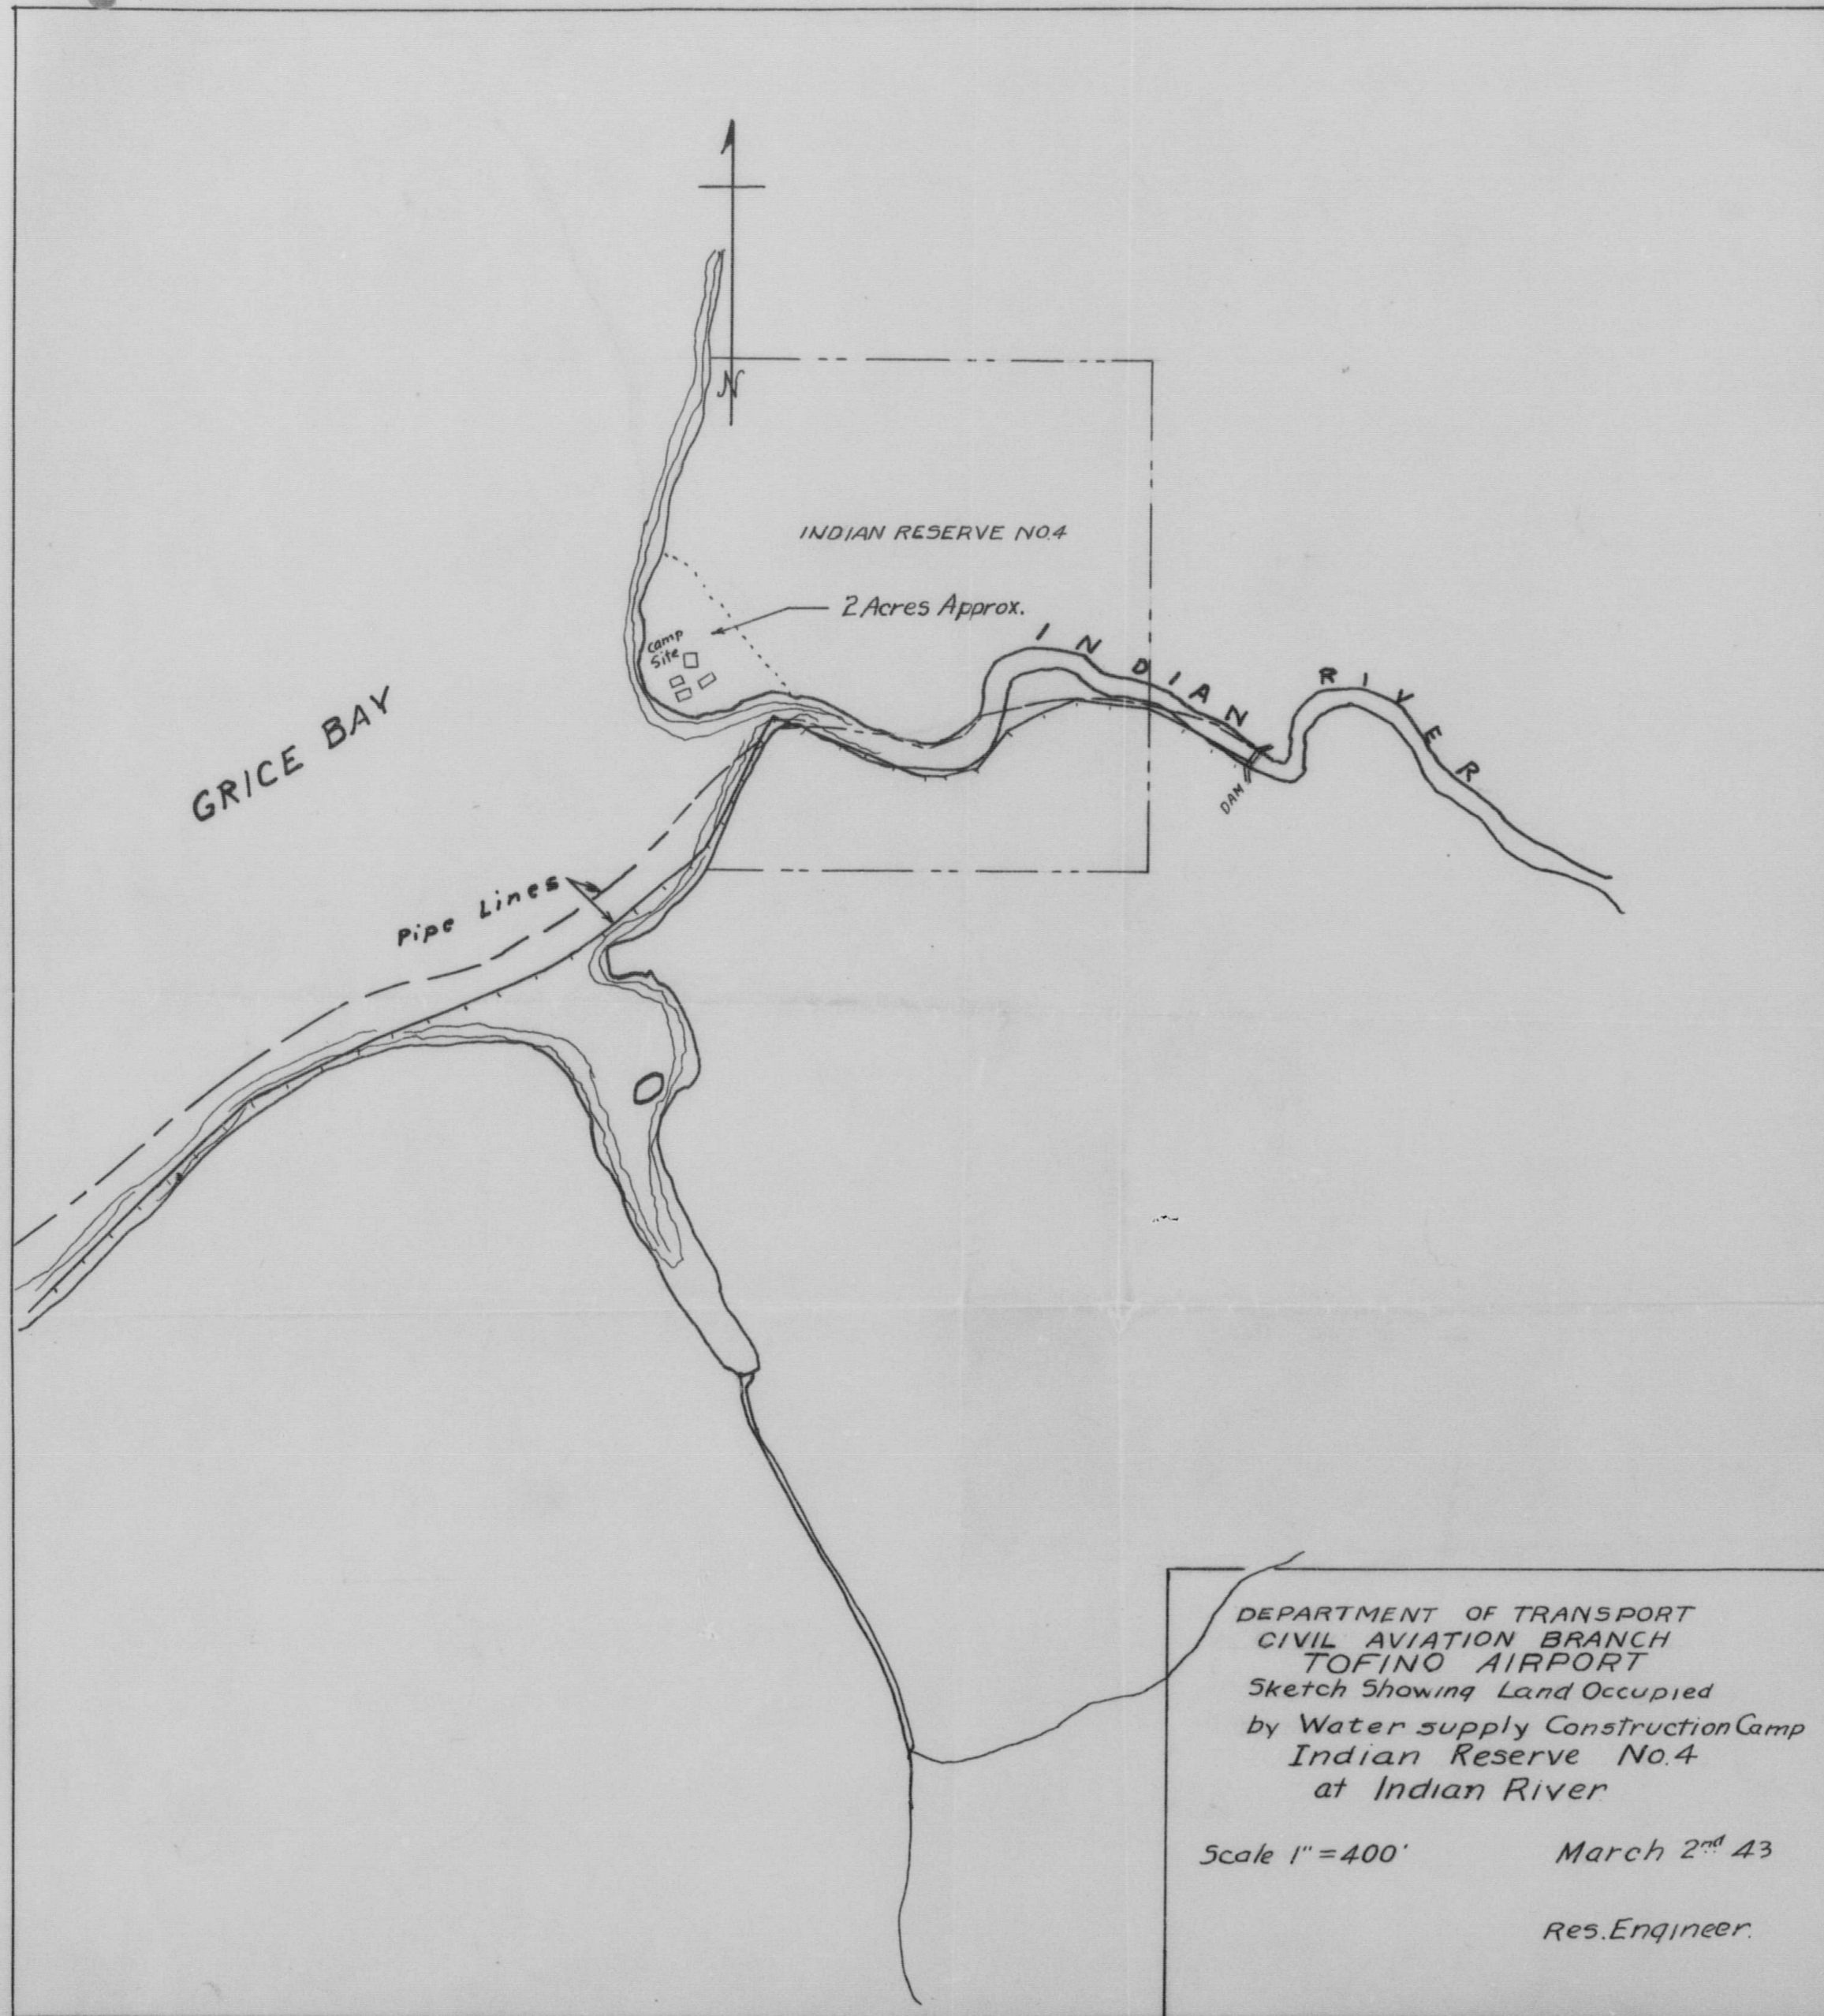 N
INDIAN RESERVE NO.4
2 Acres Approx.
Camp
Site
INDIAN RIVER
DAM
GRICE BAY
Pipe Lines
DEPARTMENT OF TRANSPORT
CIVIL AVIATION BRANCH
TOFINO AIRPORT
Sketch Showing Land Occupied
by Water supply Construction Camp
Indian Reserve No.4
at Indian River
Scale 1" = 400'
March 2nd 43
Res. Engineer.